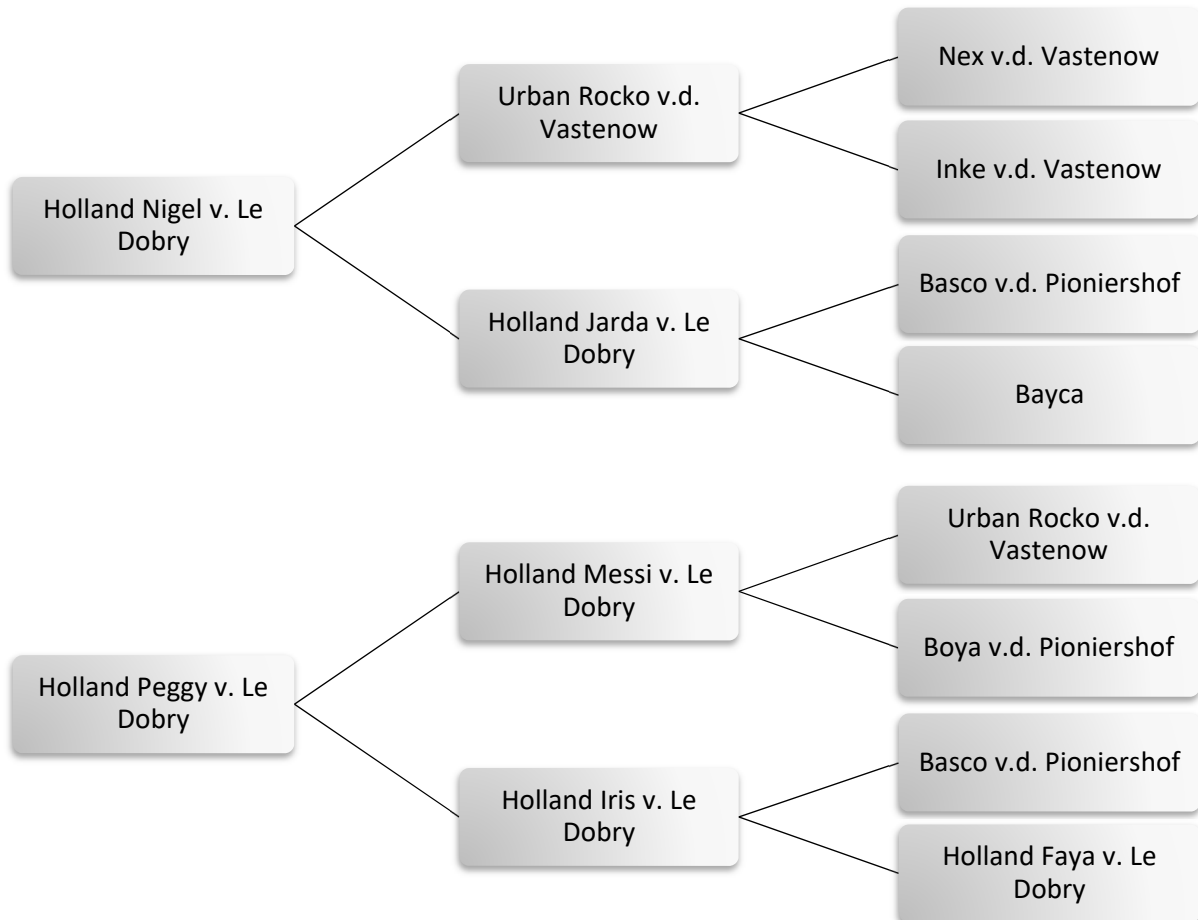 Nex v.d. Vastenow
Urban Rocko v.d.
Vastenow
Inke v.d. Vastenow
Holland Nigel v. Le
Dobry
Basco v.d. Pioniershof
Holland Jarda v. Le
Dobry
Bayca
Urban Rocko v.d.
Vastenow
Holland Messi v. Le
Dobry
Boya v.d. Pioniershof
Holland Peggy v. Le
Dobry
Basco v.d. Pioniershof
Holland Iris v. Le
Dobry
Holland Faya v. Le
Dobry